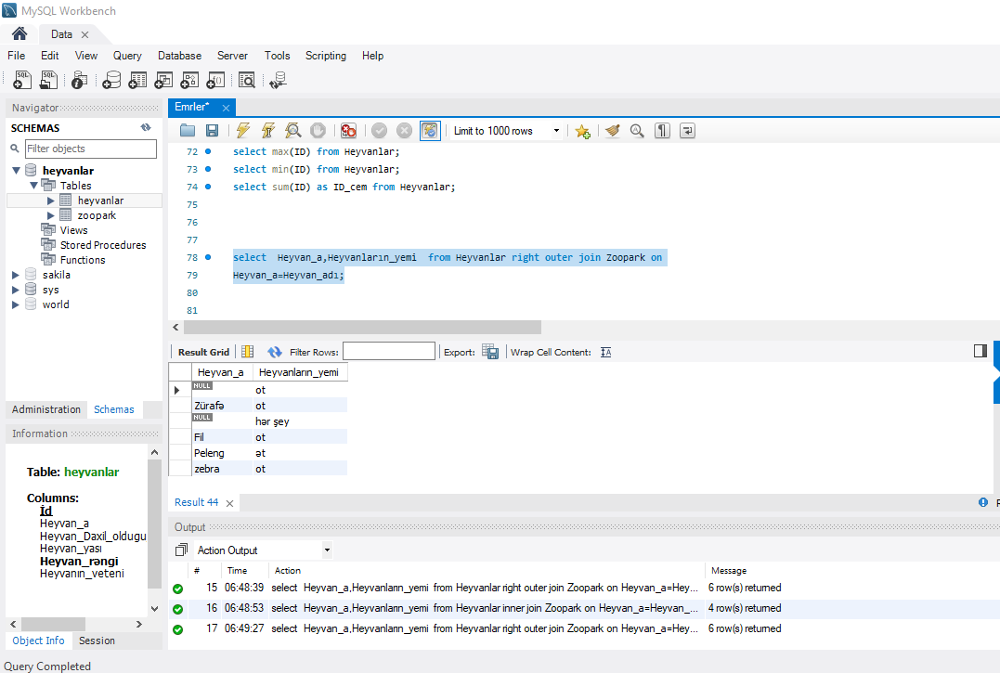 MySQL Workbench
Data
File Edit View Query Database Server Tools Scripting Help
Navigator
SCHEMAS
Filter objects
heyvanlar
Tables
heyvanlar
zoopark
Views
Stored Procedures
Functions
sakila
sys
world
Administration Schemas
Information
Table: heyvanlar
Columns:
İd
Heyvan_a
Heyvan_Daxil_oldugu
Heyvan_yası
Heyvan_rəngi
Heyvanın_veteni
Object Info Session
Emrler*
Limit to 1000 rows
72 select max(ID) from Heyvanlar;
73 select min(ID) from Heyvanlar;
74 select sum(ID) as ID_cem from Heyvanlar;
75
76
77
78 select Heyvan_a,Heyvanların_yemi from Heyvanlar right outer join Zoopark on
79 Heyvan_a=Heyvan_adı;
80
81
Result Grid Filter Rows: Export: Wrap Cell Content:
Heyvan_a Heyvanların_yemi
NULL ot
Zürafə ot
NULL hər şey
Fil ot
Peleng ət
zebra ot
Result 44
Output
Action Output
# Time Action Message
15 06:48:39 select Heyvan_a,Heyvanların_yemi from Heyvanlar right outer join Zoopark on Heyvan_a=Hey... 6 row(s) returned
16 06:48:53 select Heyvan_a,Heyvanların_yemi from Heyvanlar inner join Zoopark on Heyvan_a=Heyvan_... 4 row(s) returned
17 06:49:27 select Heyvan_a,Heyvanların_yemi from Heyvanlar right outer join Zoopark on Heyvan_a=Hey... 6 row(s) returned
Query Completed